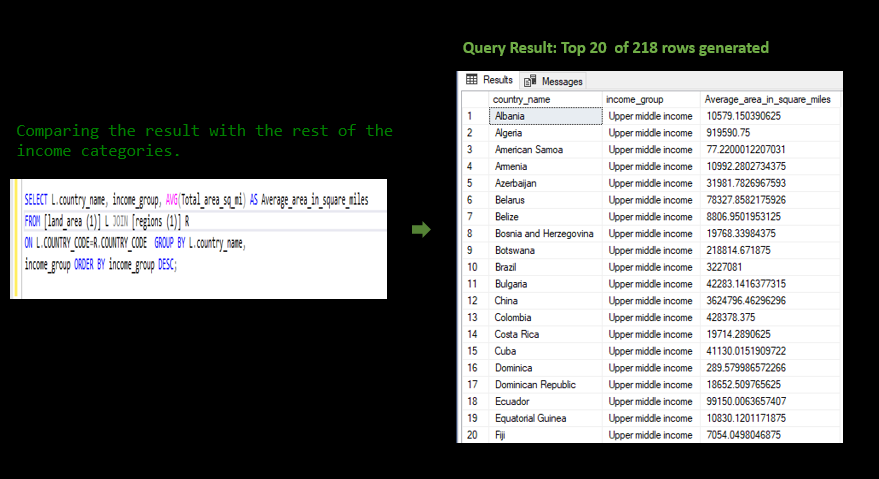 Query Result: Top 20 of 218 rows generated
Comparing the result with the rest of the
income categories.
SELECT L.country_name, income_group, AVG(Total_area_sq_mi) AS Average_area_in_square_miles
FROM [land_area (1)] L JOIN [regions (1)] R
ON L.COUNTRY_CODE=R.COUNTRY_CODE GROUP BY L.country_name,
income_group ORDER BY income_group DESC;
Results Messages
country_name income_group Average_area_in_square_miles
1 Albania Upper middle income 10579.150390625
2 Algeria Upper middle income 919590.75
3 American Samoa Upper middle income 77.2200012207031
4 Armenia Upper middle income 10992.2802734375
5 Azerbaijan Upper middle income 31981.7826967593
6 Belarus Upper middle income 78327.8582175926
7 Belize Upper middle income 8806.9501953125
8 Bosnia and Herzegovina Upper middle income 19768.33984375
9 Botswana Upper middle income 218814.671875
10 Brazil Upper middle income 3227081
11 Bulgaria Upper middle income 42283.1416377315
12 China Upper middle income 3624796.46296296
13 Colombia Upper middle income 428378.375
14 Costa Rica Upper middle income 19714.2890625
15 Cuba Upper middle income 41130.0151909722
16 Dominica Upper middle income 289.579986572266
17 Dominican Republic Upper middle income 18652.509765625
18 Ecuador Upper middle income 99150.0063657407
19 Equatorial Guinea Upper middle income 10830.1201171875
20 Fiji Upper middle income 7054.0498046875